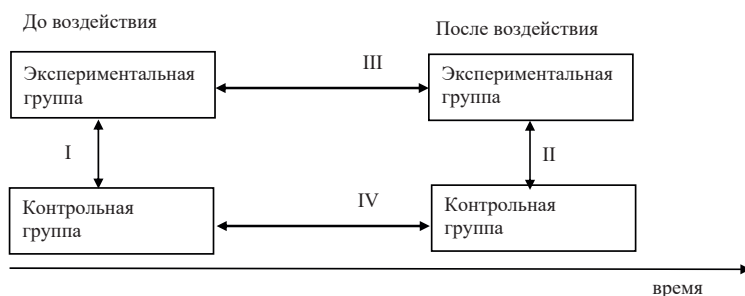 До воздействия
После воздействия
III
Экспериментальная
группа
Экспериментальная
группа
I
II
IV
Контрольная
группа
Контрольная
группа
время